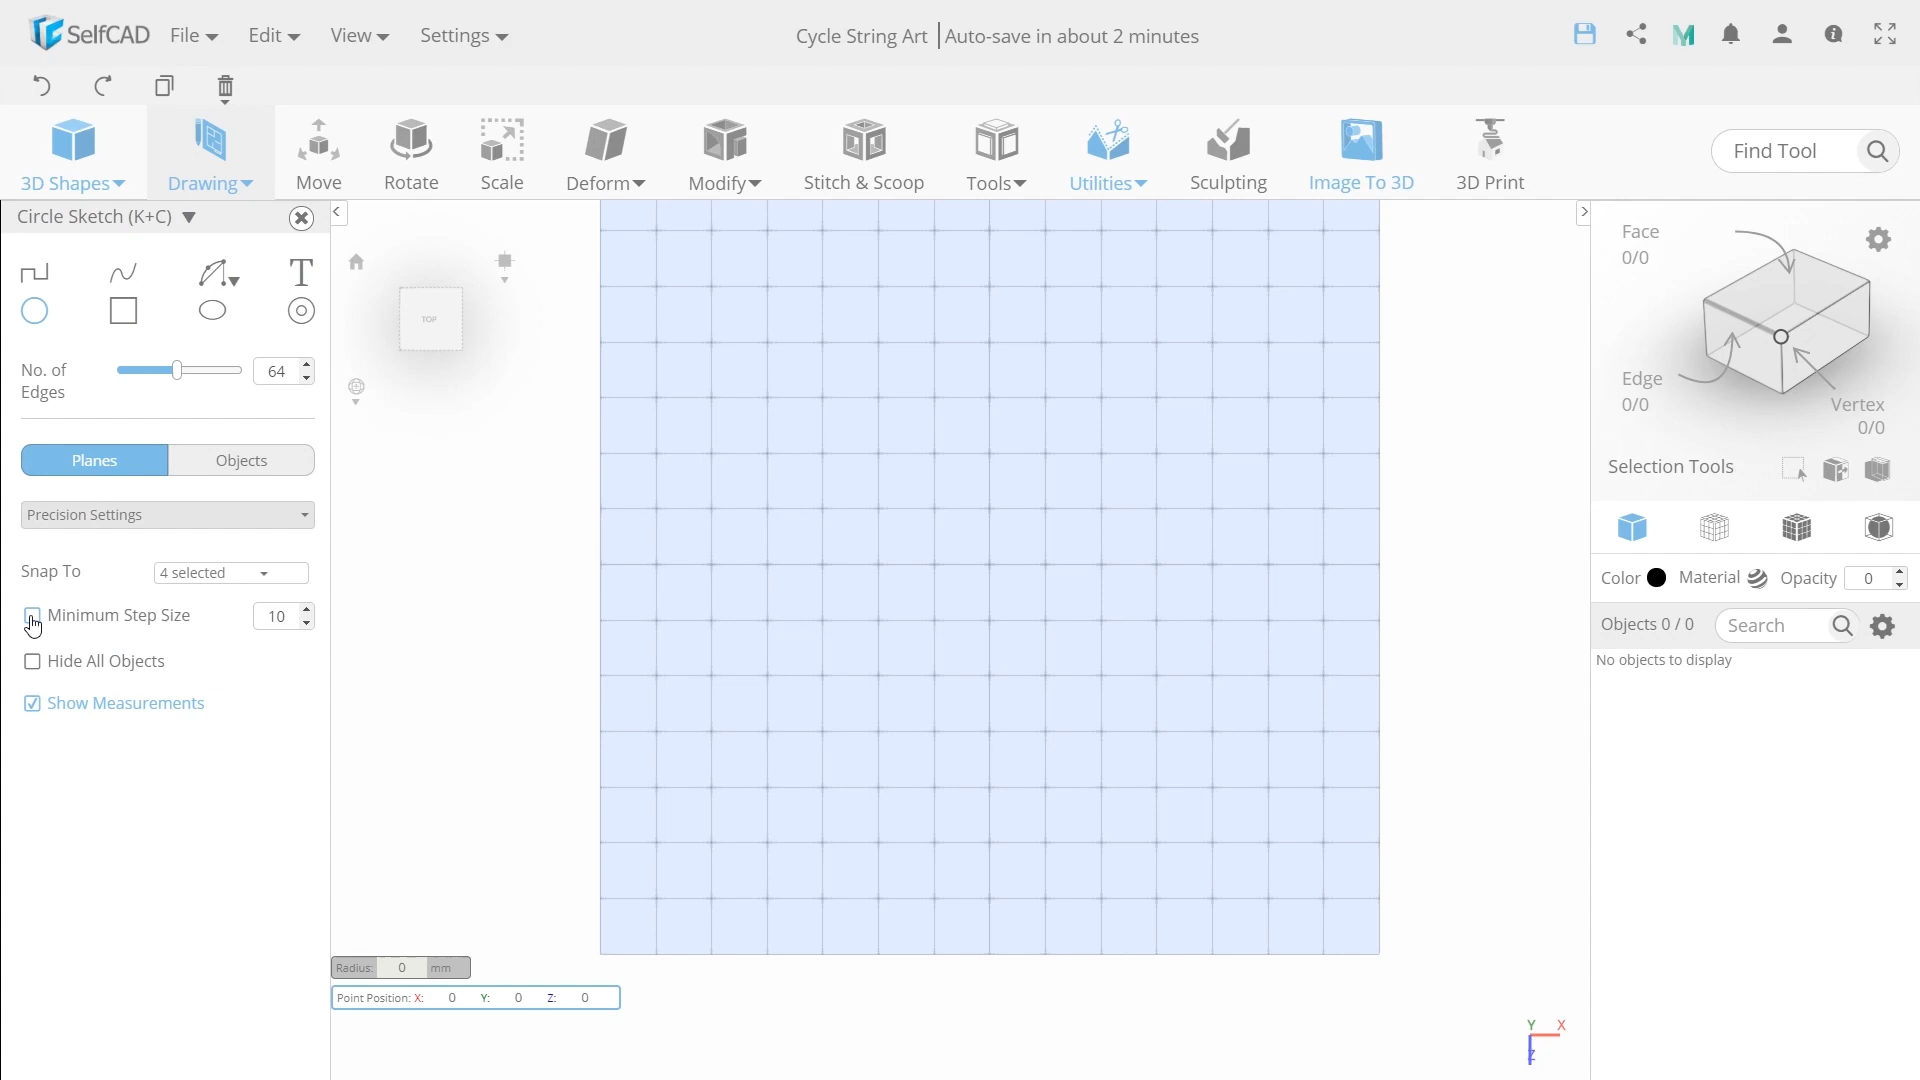 SelfCAD File Edit View Settings
Cycle String Art | Auto-save in about 2 minutes
3D Shapes Drawing Move Rotate Scale Deform Modify Stitch & Scoop Tools Utilities Sculpting Image To 3D 3D Print
Find Tool
Circle Sketch (K+C)
T
No. of
Edges
64
Planes Objects
Precision Settings
Snap To 4 selected
Minimum Step Size 10
Hide All Objects
Show Measurements
TOP
Radius: 0 mm
Point Position: X: 0 Y: 0 Z: 0
Y X
Z
Face
0/0
Edge
0/0
Vertex
0/0
Selection Tools
Color Material Opacity 0
Objects 0 / 0 Search
No objects to display